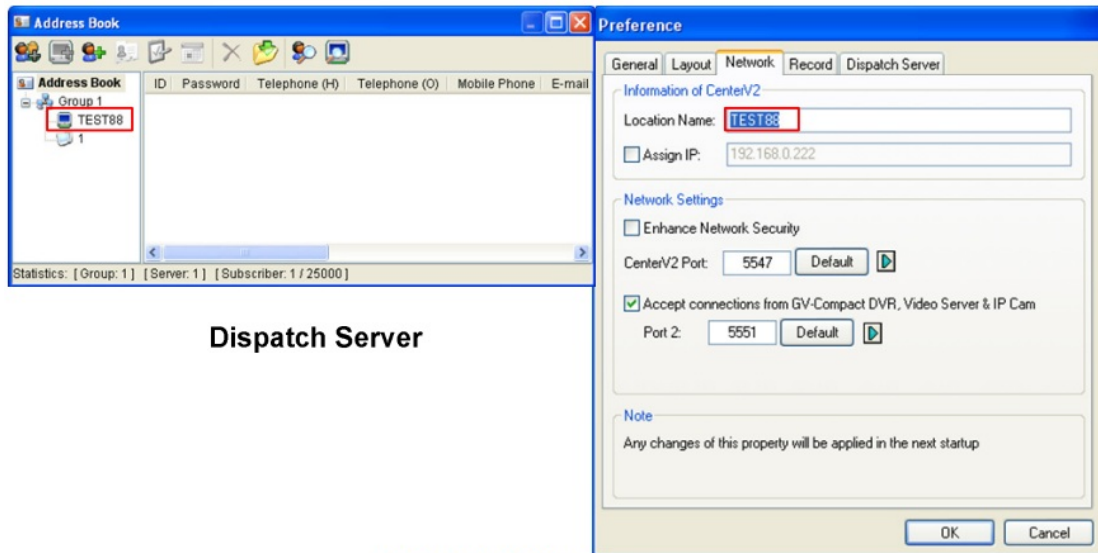 Address Book
Address Book
ID Password Telephone (H) Telephone (O) Mobile Phone E-mail
Group 1
TEST88
1
Statistics: [ Group: 1 ] [ Server: 1 ] [ Subscriber: 1 / 25000 ]
Dispatch Server
Preference
General Layout Network Record Dispatch Server
Information of CenterV2
Location Name: TEST88
Assign IP: 192.168.0.222
Network Settings
Enhance Network Security
CenterV2 Port: 5547 Default
Accept connections from GV-Compact DVR, Video Server & IP Cam
Port 2: 5551 Default
Note
Any changes of this property will be applied in the next startup
OK Cancel